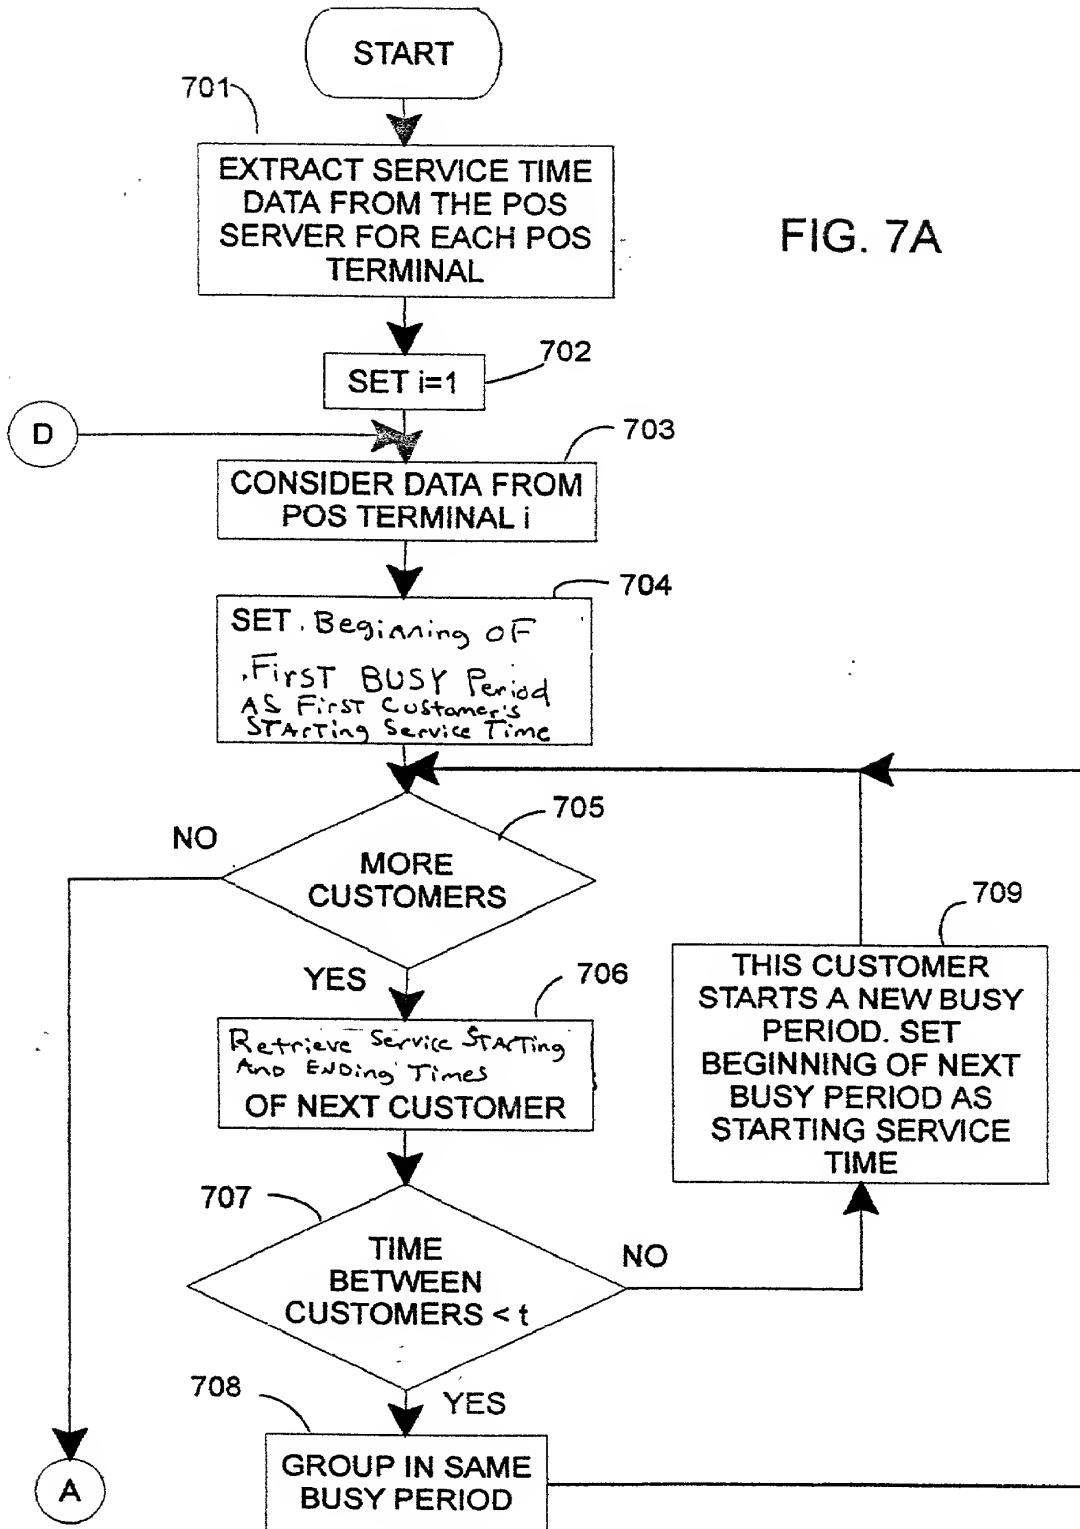 START
701
EXTRACT SERVICE TIME
DATA FROM THE POS
SERVER FOR EACH POS
TERMINAL
FIG. 7A
702
SET i=1
D
703
CONSIDER DATA FROM
POS TERMINAL i
704
SET Beginning OF
First BUSY Period
AS First Customer's
STArting Service Time
705
NO
MORE
CUSTOMERS
YES
706
Retrieve Service STArting
AND ENDING Times
OF NEXT CUSTOMER
709
THIS CUSTOMER
STARTS A NEW BUSY
PERIOD. SET
BEGINNING OF NEXT
BUSY PERIOD AS
STARTING SERVICE
TIME
707
TIME
BETWEEN
CUSTOMERS < t
NO
YES
708
GROUP IN SAME
BUSY PERIOD
A